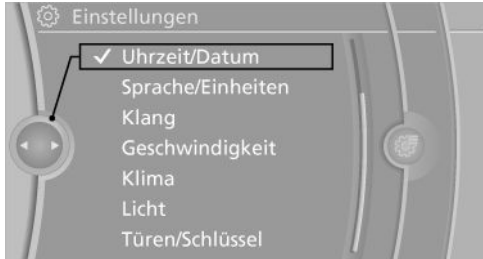 Einstellungen
Uhrzeit/Datum
Sprache/Einheiten
Klang
Geschwindigkeit
Klima
Licht
Türen/Schlüssel